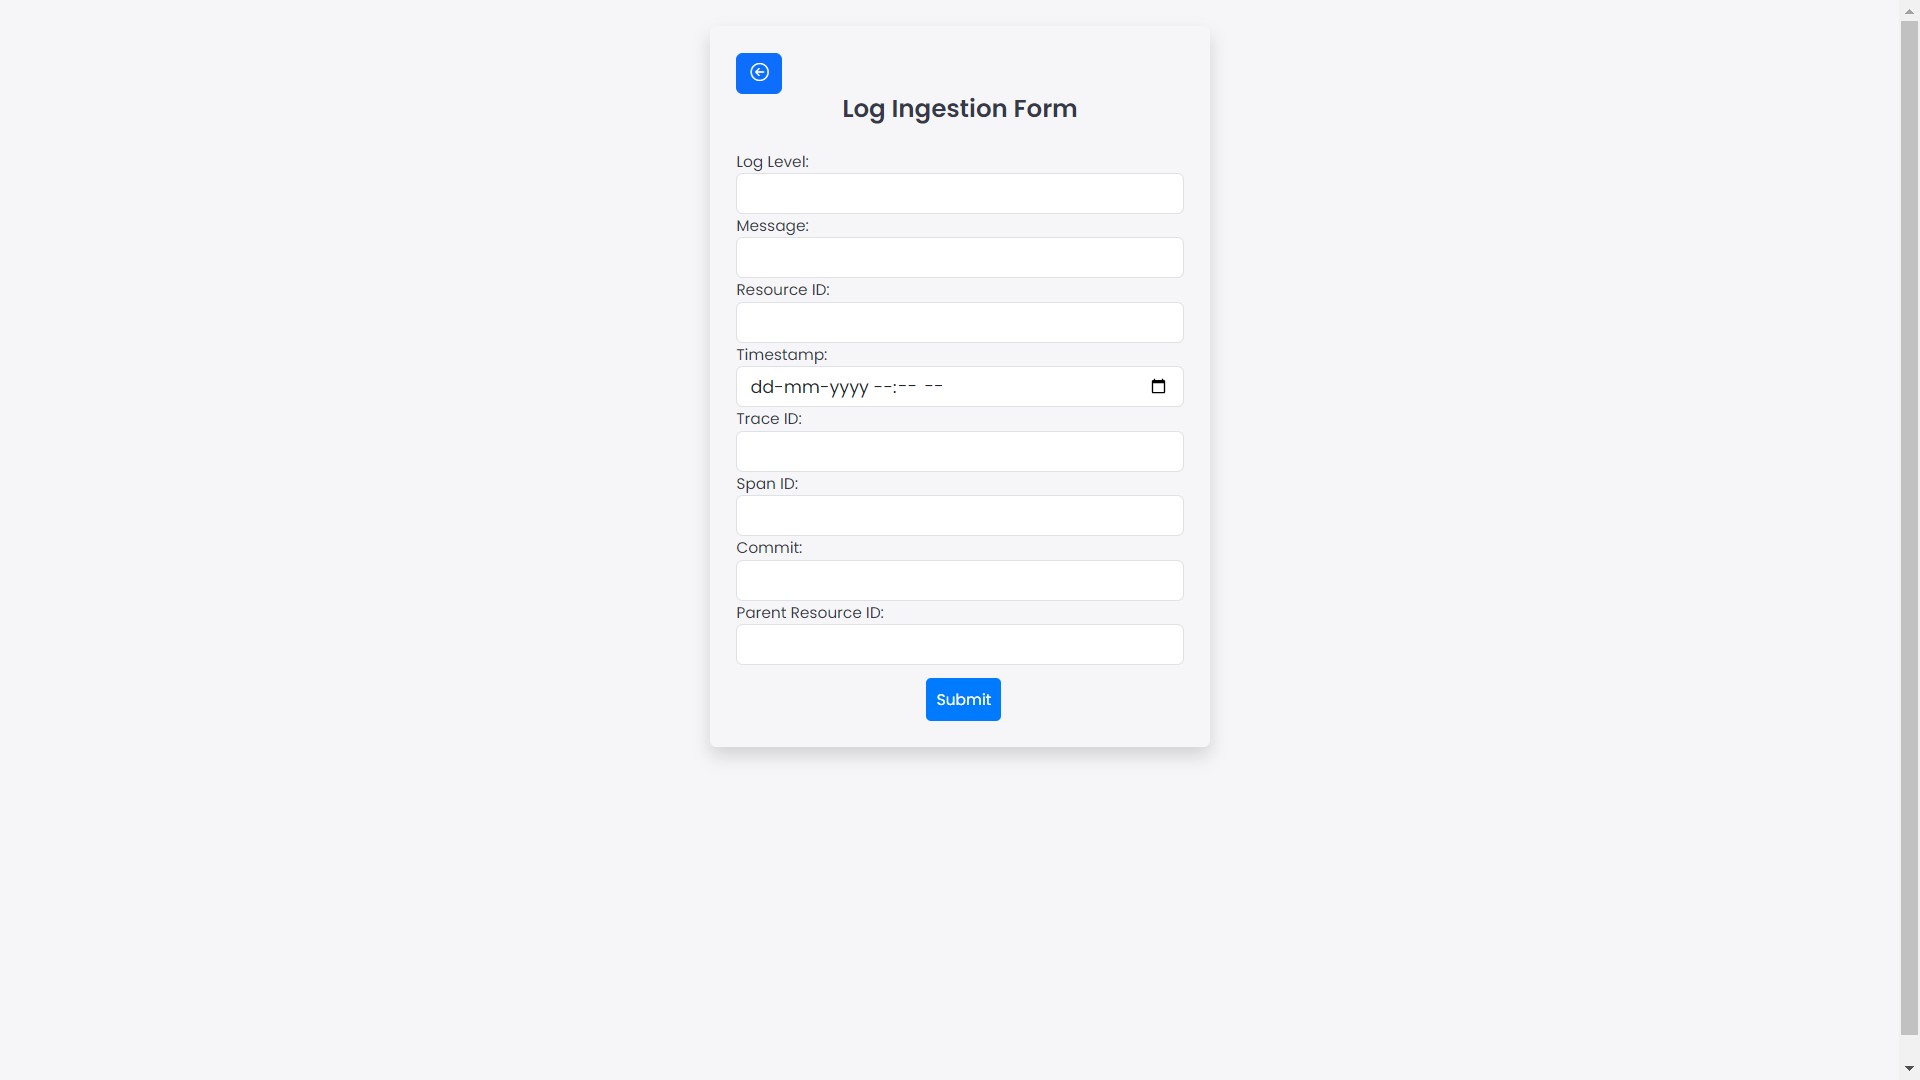 Log Ingestion Form
Log Level:
Message:
Resource ID:
Timestamp:
dd-mm-yyyy --:-- --
Trace ID:
Span ID:
Commit:
Parent Resource ID:
Submit